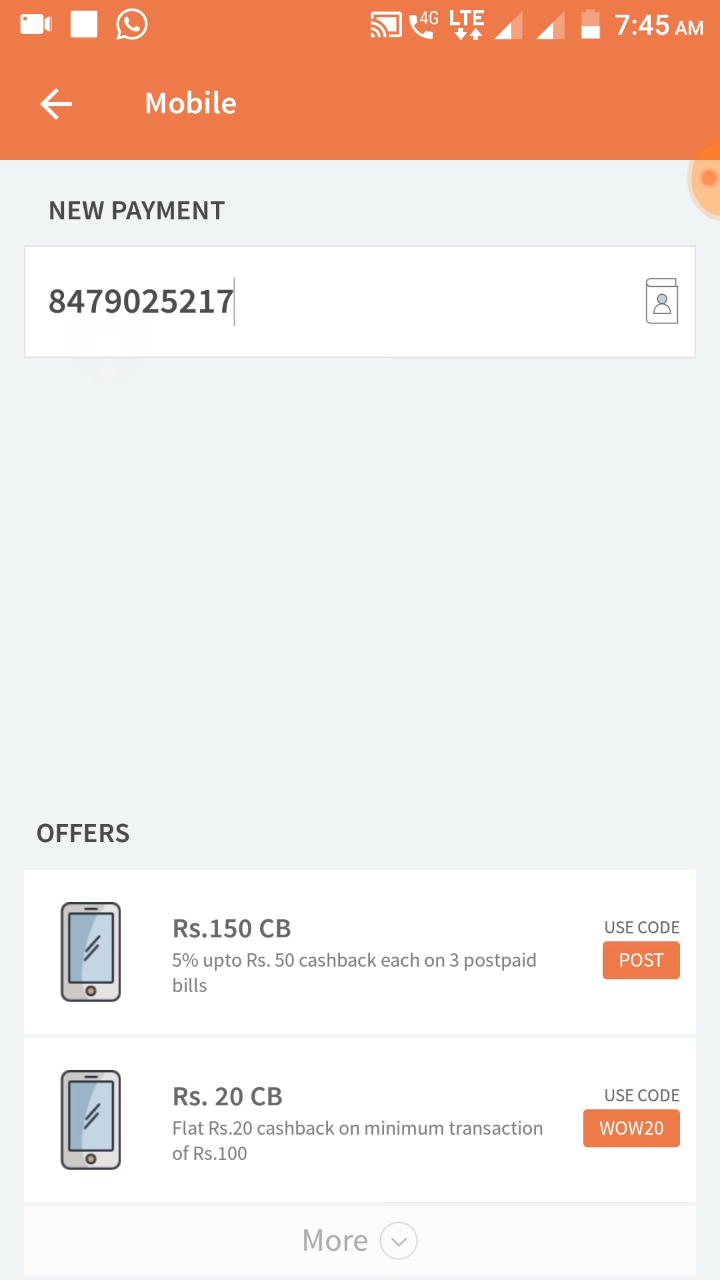 4G LTE 7:45 AM
Mobile
NEW PAYMENT
8479025217
OFFERS
Rs.150 CB
5% upto Rs. 50 cashback each on 3 postpaid
bills
USE CODE
POST
Rs. 20 CB
Flat Rs.20 cashback on minimum transaction
of Rs.100
USE CODE
WOW20
More